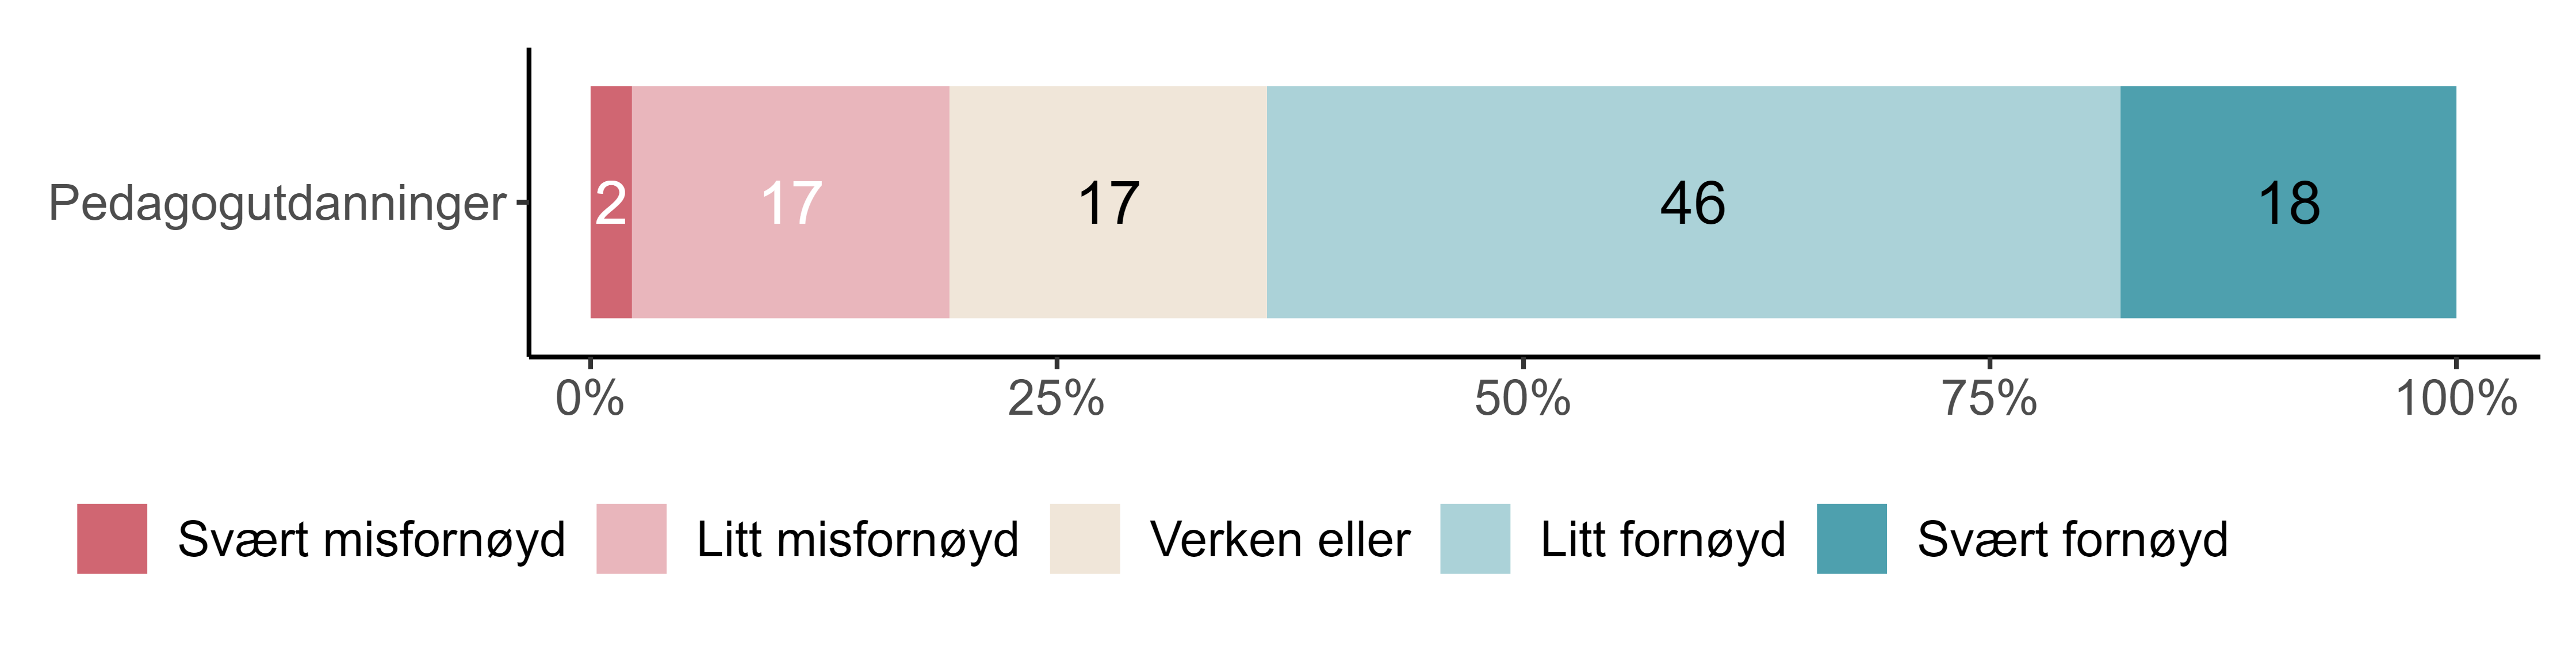 Pedagogutdanninger
2 17 17 46 18
0% 25% 50% 75% 100%
Svært misfornøyd Litt misfornøyd Verken eller Litt fornøyd Svært fornøyd